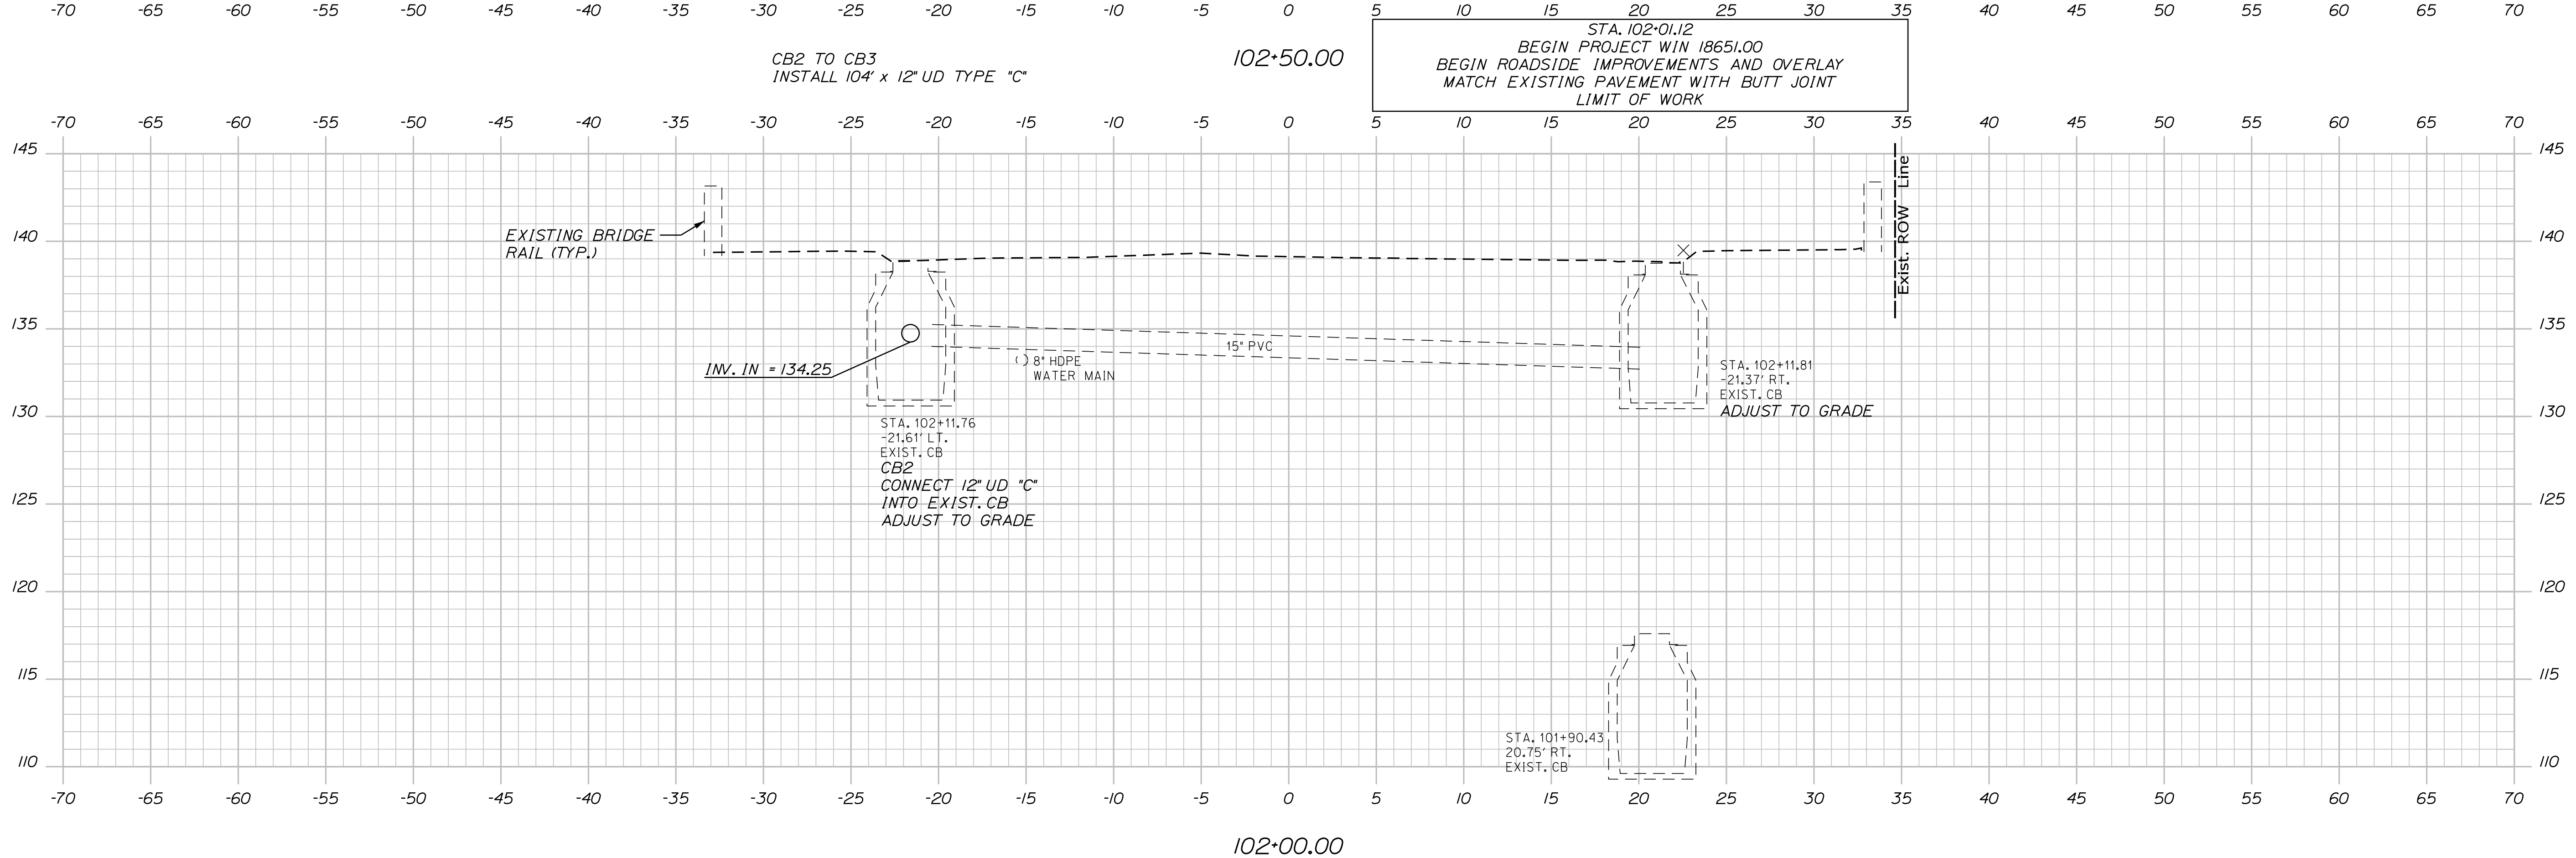 -70 -65 -60 -55 -50 -45 -40 -35 -30 -25 -20 -15 -10 -5 0 5 10 15 20 25 30 35 40 45 50 55 60 65 70
CB2 TO CB3
INSTALL 104' x 12" UD TYPE "C"
102+50.00
STA. 102+01.12
BEGIN PROJECT WIN 18651.00
BEGIN ROADSIDE IMPROVEMENTS AND OVERLAY
MATCH EXISTING PAVEMENT WITH BUTT JOINT
LIMIT OF WORK
-70 -65 -60 -55 -50 -45 -40 -35 -30 -25 -20 -15 -10 -5 0 5 10 15 20 25 30 35 40 45 50 55 60 65 70
145 145
Exist. ROW Line
140 140
EXISTING BRIDGE
RAIL (TYP.)
135 135
15" PVC
8" HDPE
WATER MAIN
INV. IN = 134.25
STA. 102+11.81
-21.37' RT.
EXIST. CB
ADJUST TO GRADE
130 130
STA. 102+11.76
-21.61' LT.
EXIST. CB
CB2
CONNECT 12" UD "C"
INTO EXIST. CB
ADJUST TO GRADE
125 125
120 120
115 115
STA. 101+90.43
20.75' RT.
EXIST. CB
110 110
-70 -65 -60 -55 -50 -45 -40 -35 -30 -25 -20 -15 -10 -5 0 5 10 15 20 25 30 35 40 45 50 55 60 65 70
102+00.00